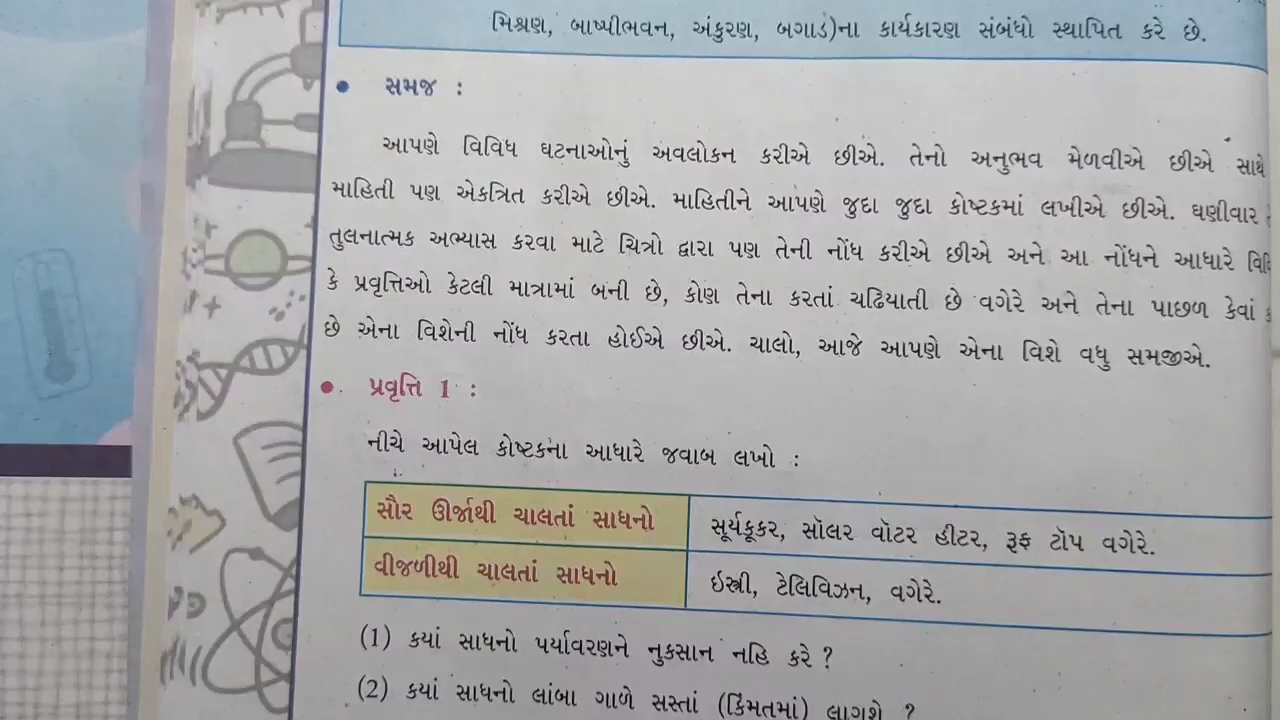 મિશ્રણ, બાષ્પીભવન, અંકુરણ, બગાડ)ના કાર્યકારણ સંબંધો સ્થાપિત કરે છે.
• સમજ :
આપણે વિવિધ ઘટનાઓનું અવલોકન કરીએ છીએ. તેનો અનુભવ મેળવીએ છીએ સાથે
માહિતી પણ એકત્રિત કરીએ છીએ. માહિતીને આપણે જુદા જુદા કોષ્ટકમાં લખીએ છીએ. ઘણીવાર
તુલનાત્મક અભ્યાસ કરવા માટે ચિત્રો દ્વારા પણ તેની નોંધ કરીએ છીએ અને આ નોંધને આધારે
કે પ્રવૃત્તિઓ કેટલી માત્રામાં બની છે, કોણ તેના કરતાં ચઢિયાતી છે વગેરે અને તેના પાછળ કેવાં
છે એના વિશેની નોંધ કરતા હોઈએ છીએ. ચાલો, આજે આપણે એના વિશે વધુ સમજીએ.
• પ્રવૃત્તિ 1 :
નીચે આપેલ કોષ્ટકના આધારે જવાબ લખો :
સૌર ઊર્જાથી ચાલતાં સાધનો સૂર્યકૂકર, સૉલર વૉટર હીટર, રૂફ ટૉપ વગેરે.
વીજળીથી ચાલતાં સાધનો ઇસ્ત્રી, ટેલિવિઝન, વગેરે.
(1) કયાં સાધનો પર્યાવરણને નુકસાન નહિ કરે ?
(2) કયાં સાધનો લાંબા ગાળે સસ્તાં (કિંમતમાં) લાગશે ?